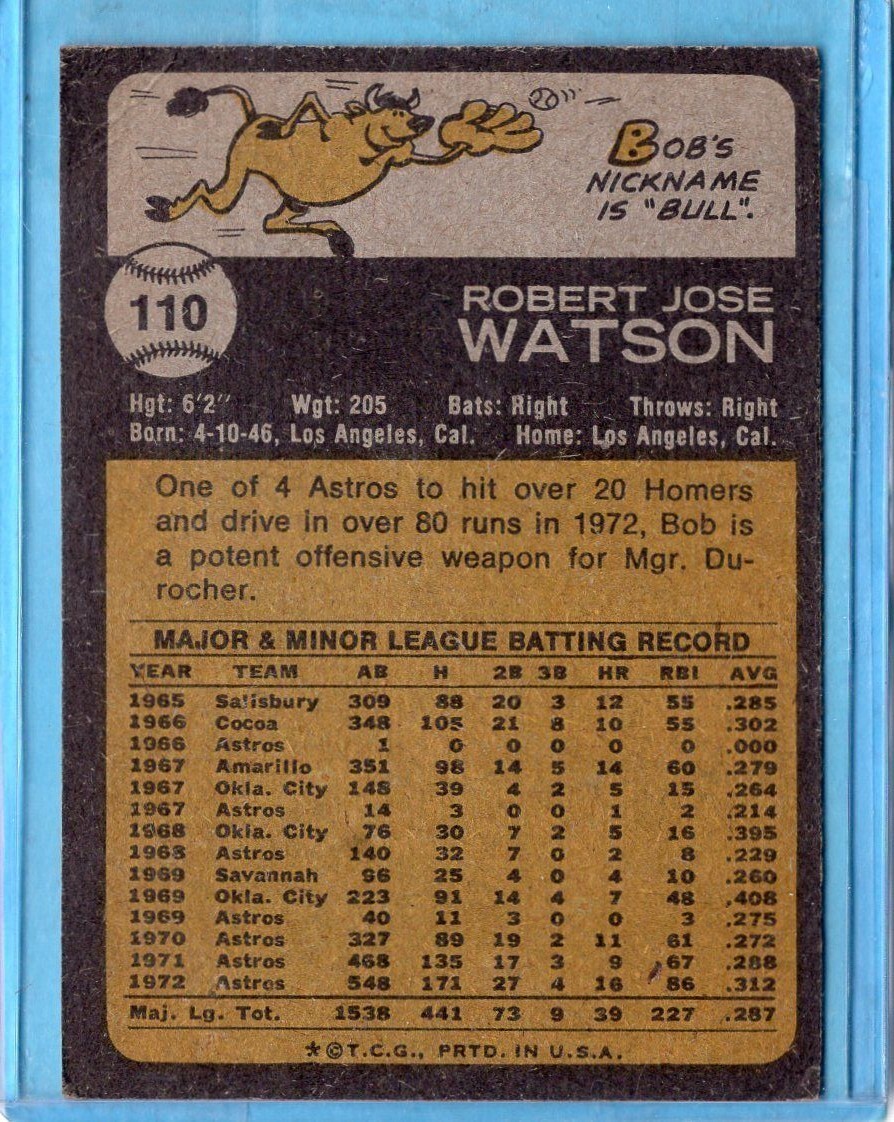 BOB'S
NICKNAME
IS "BULL".
110
ROBERT JOSE
WATSON
Hgt: 6'2" Wgt: 205 Bats: Right Throws: Right
Born: 4-10-46, Los Angeles, Cal. Home: Los Angeles, Cal.
One of 4 Astros to hit over 20 Homers
and drive in over 80 runs in 1972, Bob is
a potent offensive weapon for Mgr. Du-
rocher.
MAJOR & MINOR LEAGUE BATTING RECORD
YEAR TEAM AB H 2B 3B HR RBI AVG
1965 Salisbury 309 88 20 3 12 55 .285
1966 Cocoa 348 105 21 8 10 55 .302
1966 Astros 1 0 0 0 0 0 .000
1967 Amarillo 351 98 14 5 14 60 .279
1967 Okla. City 148 39 4 2 5 15 .264
1967 Astros 14 3 0 0 1 2 .214
1968 Okla. City 76 30 7 2 5 16 .395
1968 Astros 140 32 7 0 2 8 .229
1969 Savannah 96 25 4 0 4 10 .260
1969 Okla. City 223 91 14 4 7 48 .408
1969 Astros 40 11 3 0 0 3 .275
1970 Astros 327 89 19 2 11 61 .272
1971 Astros 468 135 17 3 9 67 .288
1972 Astros 548 171 27 4 16 86 .312
Maj. Lg. Tot. 1538 441 73 9 39 227 .287
*©T.C.G., PRTD. IN U.S.A.